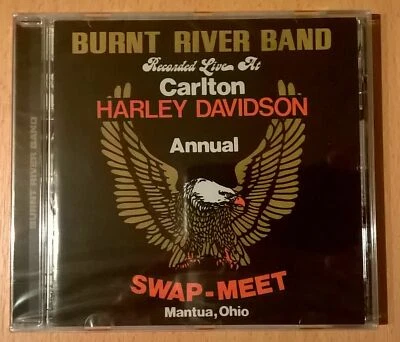 BURNT RIVER BAND
Recorded Live At
Carlton
HARLEY DAVIDSON
Annual
SWAP-MEET
Mantua, Ohio
BURNT RIVER BAND